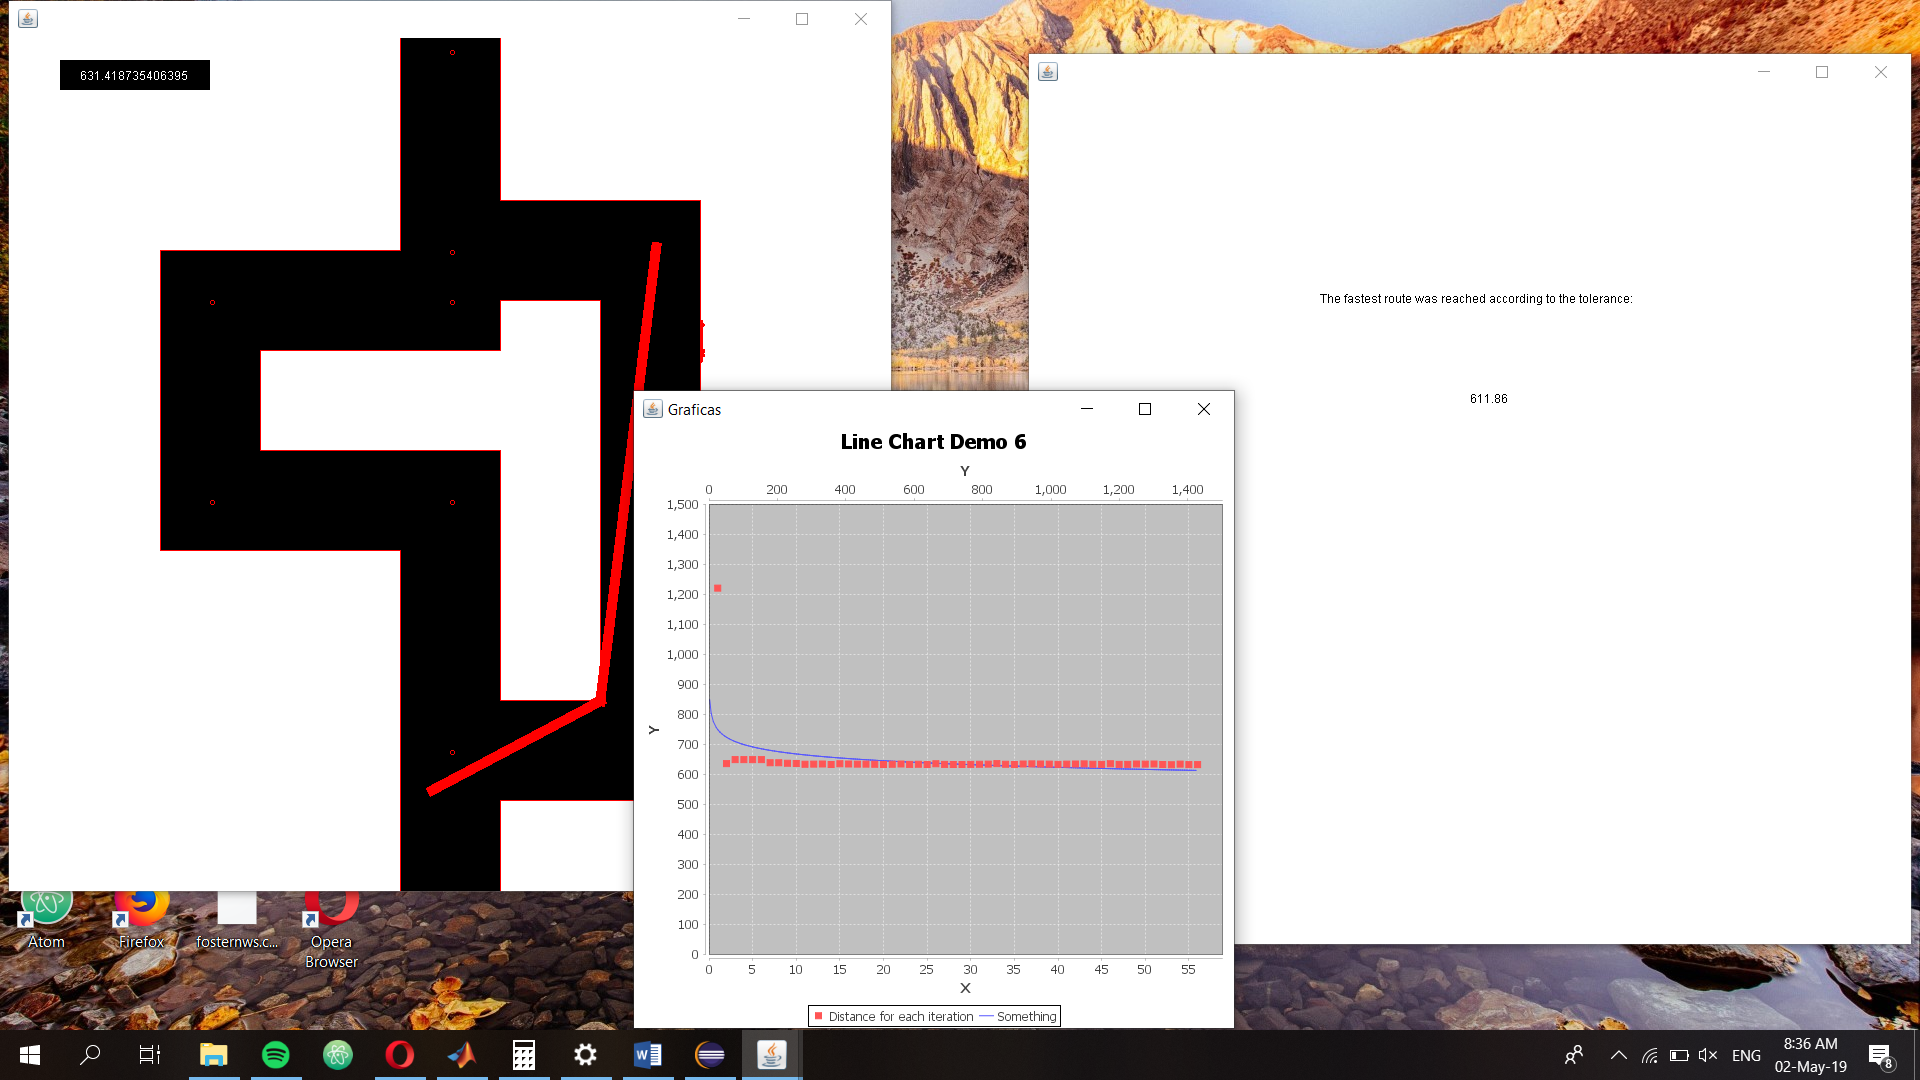 631.418735406395
The fastest route was reached according to the tolerance:
611.86
Graficas
Line Chart Demo 6
Y
0 200 400 600 800 1,000 1,200 1,400
1,500
1,400
1,300
1,200
1,100
1,000
900
800
700
600
500
400
300
200
100
0
Y
0 5 10 15 20 25 30 35 40 45 50 55
X
Distance for each iteration Something
Atom Firefox fosternws.c... Opera
Browser
ENG
8:36 AM
02-May-19
8